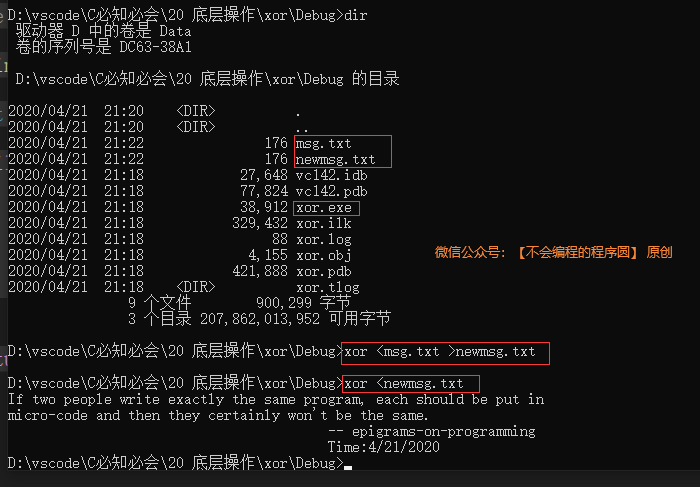 D:\vscode\C必知必会\20 底层操作\xor\Debug>dir
驱动器 D 中的卷是 Data
卷的序列号是 DC63-38A1
D:\vscode\C必知必会\20 底层操作\xor\Debug 的目录
2020/04/21  21:20    <DIR>          .
2020/04/21  21:20    <DIR>          ..
2020/04/21  21:22               176 msg.txt
2020/04/21  21:22               176 newmsg.txt
2020/04/21  21:18            27,648 vc142.idb
2020/04/21  21:18            77,824 vc142.pdb
2020/04/21  21:18            38,912 xor.exe
2020/04/21  21:18           329,432 xor.ilk
2020/04/21  21:18                88 xor.log
2020/04/21  21:18             4,155 xor.obj
2020/04/21  21:18           421,888 xor.pdb
2020/04/21  21:18    <DIR>          xor.tlog
9 个文件        900,299 字节
3 个目录 207,862,013,952 可用字节
微信公众号: 【不会编程的程序圆】 原创
D:\vscode\C必知必会\20 底层操作\xor\Debug>xor <msg.txt >newmsg.txt
D:\vscode\C必知必会\20 底层操作\xor\Debug>xor <newmsg.txt
If two people write exactly the same program, each should be put in
micro-code and then they certainly won't be the same.
-- epigrams-on-programming
Time:4/21/2020
D:\vscode\C必知必会\20 底层操作\xor\Debug>